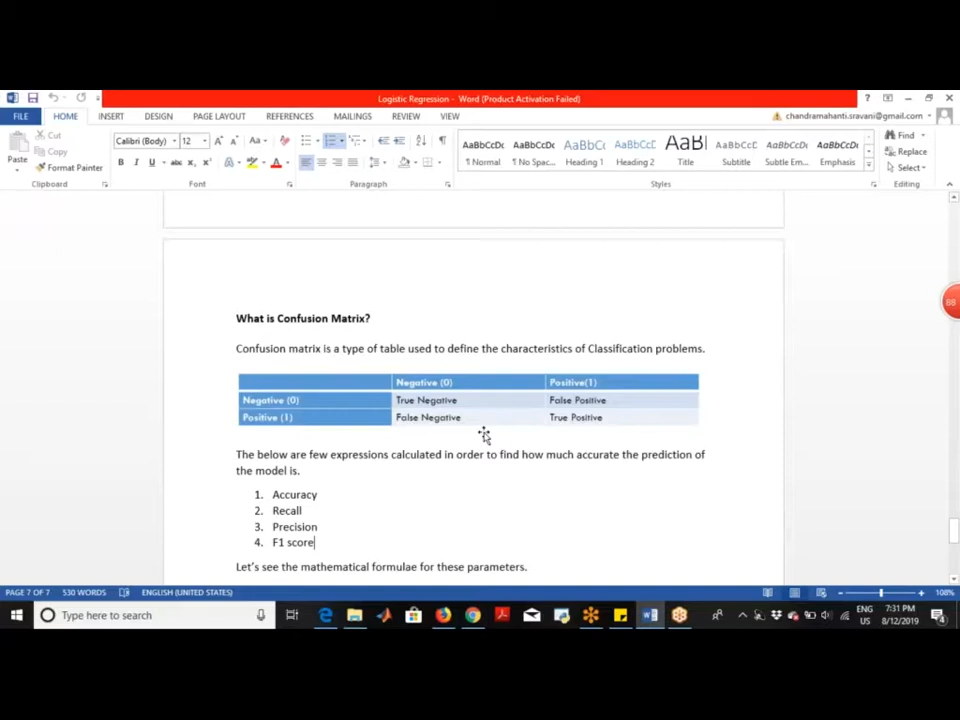 Logistic Regression - Word (Product Activation Failed)
FILE HOME INSERT DESIGN PAGE LAYOUT REFERENCES MAILINGS REVIEW VIEW chandramahanti.sravani@gmail.com
Paste
Cut
Copy
Format Painter
Clipboard
Calibri (Body) 12
Font
Paragraph
AaBbCcDc AaBbCcDc AaBbC AaBbCcC AaBl AaBbCcC AaBbCcDc AaBbCcDc
¶ Normal ¶ No Spac... Heading 1 Heading 2 Title Subtitle Subtle Em... Emphasis
Styles
Find
Replace
Select
Editing
What is Confusion Matrix?
Confusion matrix is a type of table used to define the characteristics of Classification problems.
Negative (0) Positive(1)
Negative (0) True Negative False Positive
Positive (1) False Negative True Positive
The below are few expressions calculated in order to find how much accurate the prediction of
the model is.
1. Accuracy
2. Recall
3. Precision
4. F1 score
Let's see the mathematical formulae for these parameters.
PAGE 7 OF 7 530 WORDS ENGLISH (UNITED STATES) 108%
Type here to search
ENG
US
7:31 PM
8/12/2019